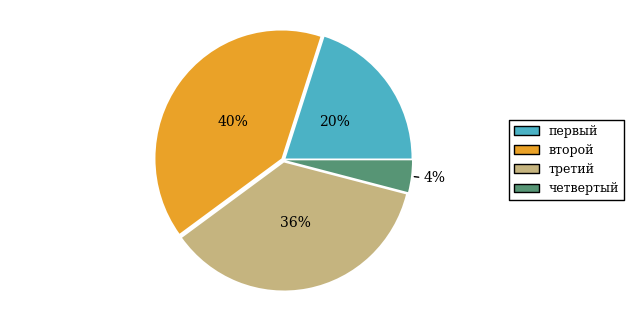 40%
20%
4%
36%
первый
второй
третий
четвертый